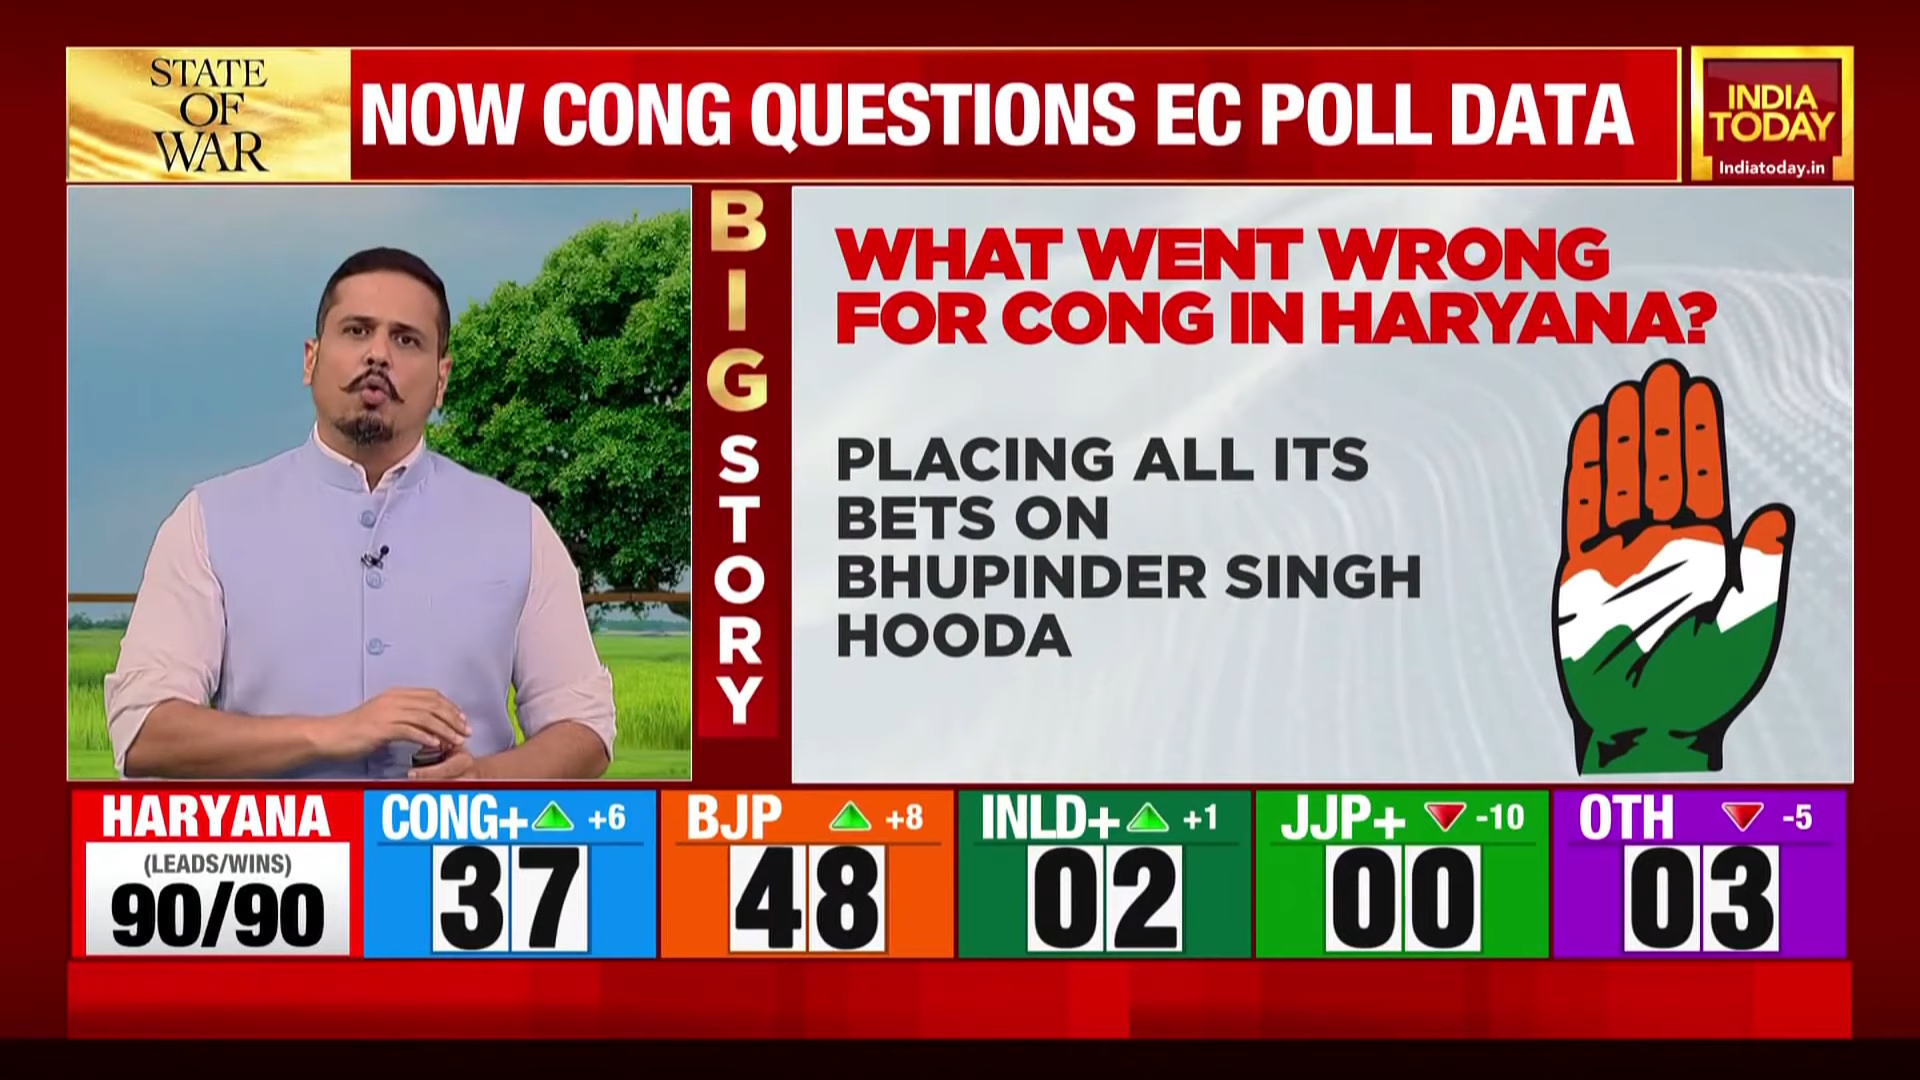 STATE
OF
WAR
NOW CONG QUESTIONS EC POLL DATA
INDIA
TODAY
Indiatoday.in
BIG
STORY
WHAT WENT WRONG
FOR CONG IN HARYANA?
PLACING ALL ITS
BETS ON
BHUPINDER SINGH
HOODA
HARYANA
(LEADS/WINS)
90/90
CONG+ +6
37
BJP +8
48
INLD+ +1
02
JJP+ -10
00
OTH -5
03